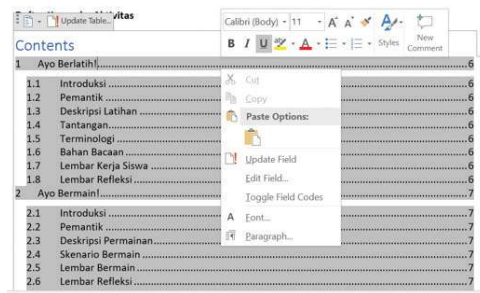 Update Table...
Aktivitas
Calibri (Body) 11 A A A
B I U A Styles New Comment
Contents
1 Ayo Berlatih!...6
1.1 Introduksi...6
1.2 Pemantik...6
1.3 Deskripsi Latihan...6
1.4 Tantangan...6
1.5 Terminologi...6
1.6 Bahan Bacaan...6
1.7 Lembar Kerja Siswa...6
1.8 Lembar Refleksi...6
2 Ayo Bermain!...7
2.1 Introduksi...7
2.2 Pemantik...7
2.3 Deskripsi Permainan...7
2.4 Skenario Bermain...7
2.5 Lembar Bermain...7
2.6 Lembar Refleksi...7
Cut
Copy
Paste Options:
Update Field
Edit Field...
Toggle Field Codes
A Font...
Paragraph...